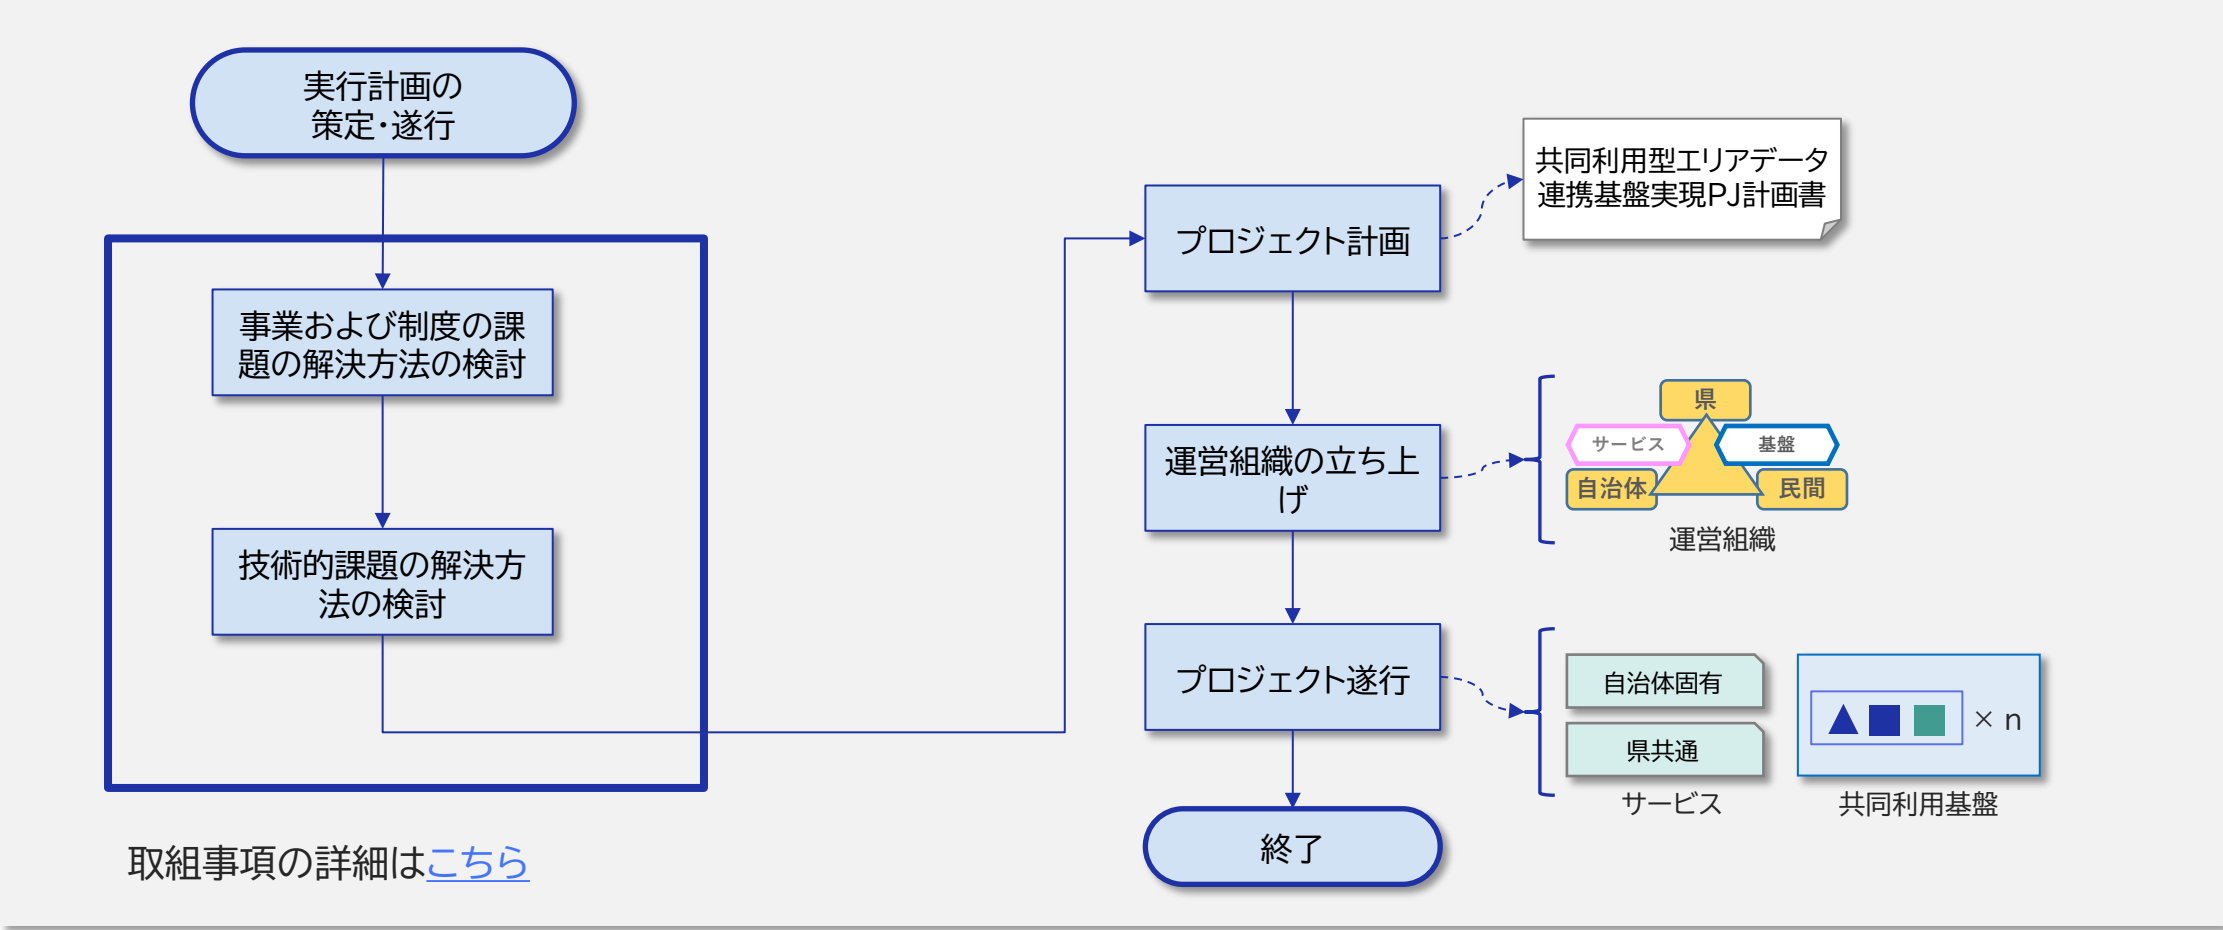 実行計画の
策定・遂行
事業および制度の課
題の解決方法の検討
技術的課題の解決方
法の検討
取組事項の詳細はこちら
プロジェクト計画
共同利用型エリアデータ
連携基盤実現PJ計画書
運営組織の立ち上
げ
県
サービス
基盤
自治体
民間
運営組織
プロジェクト遂行
自治体固有
県共通
サービス
× n
共同利用基盤
終了